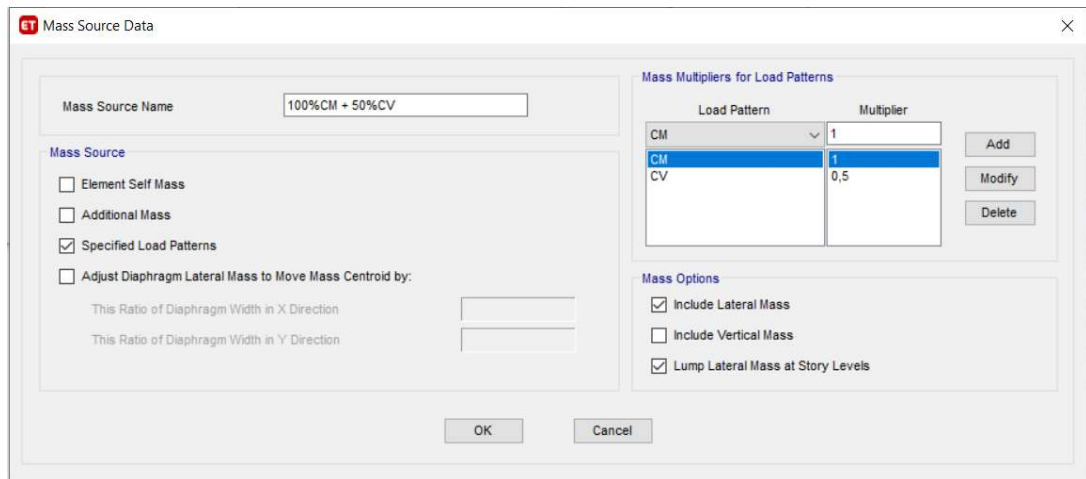 ET Mass Source Data
Mass Source Name 100%CM + 50%CV
Mass Source
Element Self Mass
Additional Mass
Specified Load Patterns
Adjust Diaphragm Lateral Mass to Move Mass Centroid by:
This Ratio of Diaphragm Width in X Direction
This Ratio of Diaphragm Width in Y Direction
Mass Multipliers for Load Patterns
Load Pattern Multiplier
CM 1
CM 1
CV 0,5
Add
Modify
Delete
Mass Options
Include Lateral Mass
Include Vertical Mass
Lump Lateral Mass at Story Levels
OK Cancel